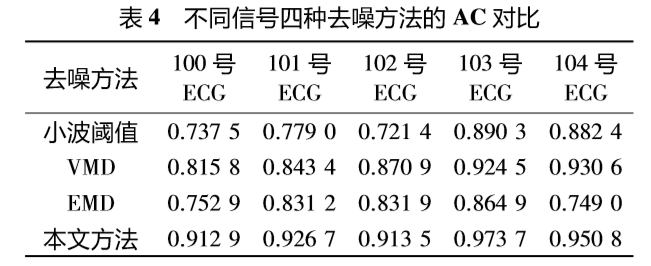 表 4 不同信号四种去噪方法的 AC 对比
去噪方法 100 号 ECG 101 号 ECG 102 号 ECG 103 号 ECG 104 号 ECG
小波阈值 0.737 5 0.779 0 0.721 4 0.890 3 0.882 4
VMD 0.815 8 0.843 4 0.870 9 0.924 5 0.930 6
EMD 0.752 9 0.831 2 0.831 9 0.864 9 0.749 0
本文方法 0.912 9 0.926 7 0.913 5 0.973 7 0.950 8